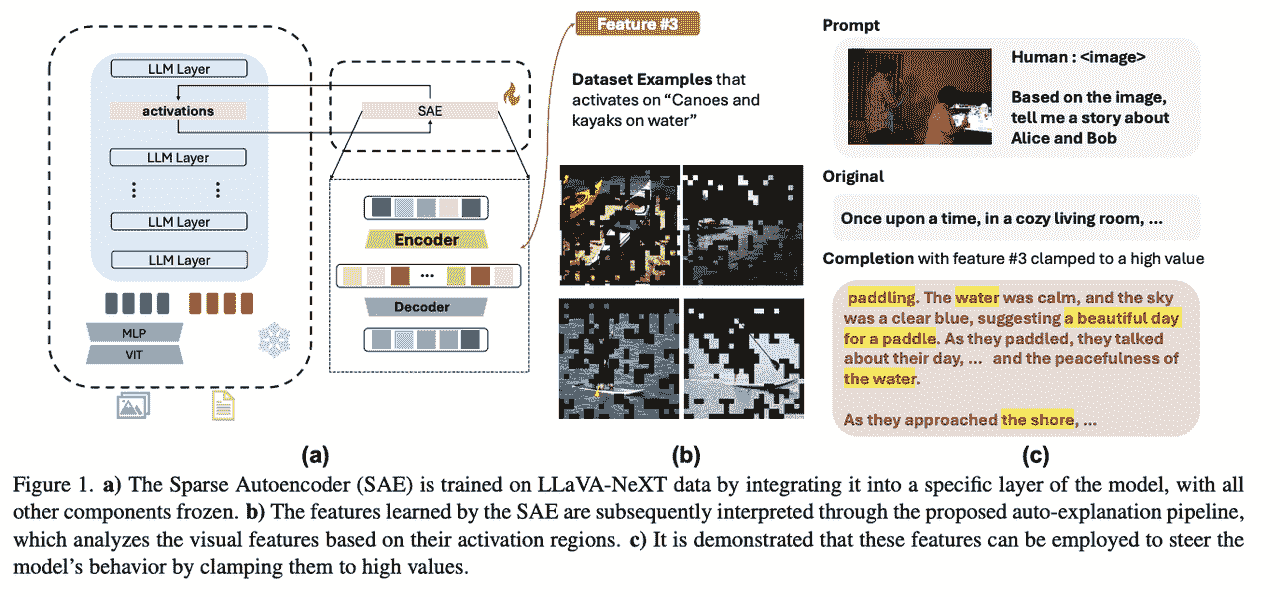 LLM Layer
activations
LLM Layer
LLM Layer
LLM Layer
MLP
VIT
SAE
Encoder
Decoder
(a)
Feature #3
Dataset Examples that
activates on “Canoes and
kayaks on water”
(b)
Prompt
Human : <image>
Based on the image,
tell me a story about
Alice and Bob
Original
Once upon a time, in a cozy living room, ...
Completion with feature #3 clamped to a high value
paddling. The water was calm, and the sky
was a clear blue, suggesting a beautiful day
for a paddle. As they paddled, they talked
about their day, ... and the peacefulness of
the water.
As they approached the shore, ...
(c)
Figure 1. a) The Sparse Autoencoder (SAE) is trained on LLaVA-NeXT data by integrating it into a specific layer of the model, with all
other components frozen. b) The features learned by the SAE are subsequently interpreted through the proposed auto-explanation pipeline,
which analyzes the visual features based on their activation regions. c) It is demonstrated that these features can be employed to steer the
model’s behavior by clamping them to high values.